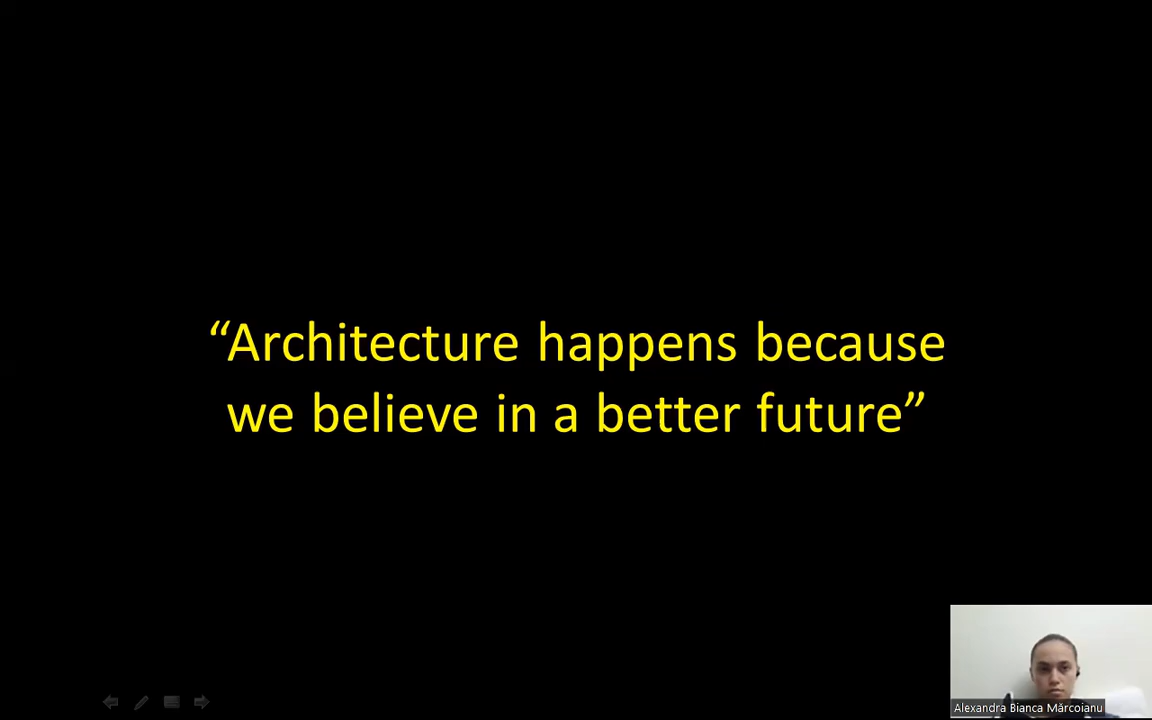 “Architecture happens because
we believe in a better future”
Alexandra Bianca Mărcoianu